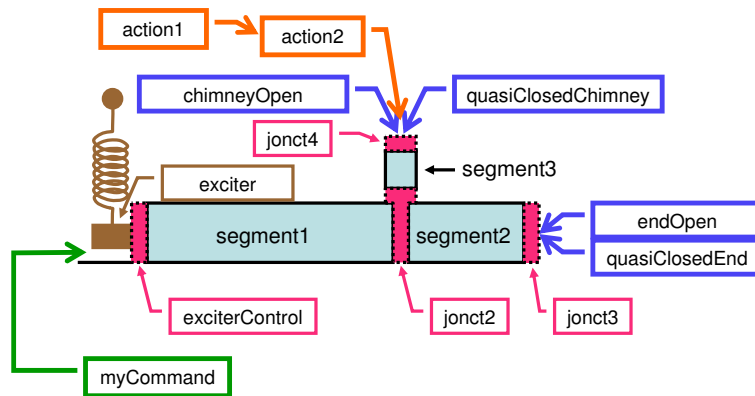 action1
action2
chimneyOpen
quasiClosedChimney
jonct4
segment3
exciter
segment1
segment2
endOpen
quasiClosedEnd
exciterControl
jonct2
jonct3
myCommand